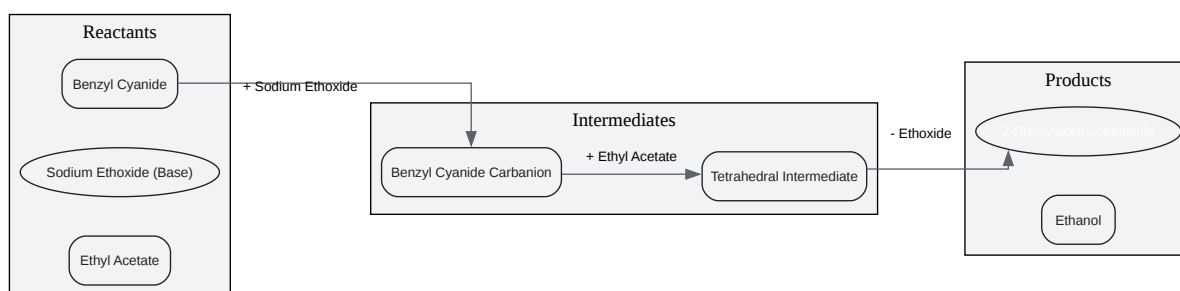 Reactants
Benzyl Cyanide
Sodium Ethoxide (Base)
Ethyl Acetate
+ Sodium Ethoxide
Intermediates
Benzyl Cyanide Carbanion
+ Ethyl Acetate
Tetrahedral Intermediate
- Ethoxide
Products
2-Phenylacetoacetonitrile
Ethanol